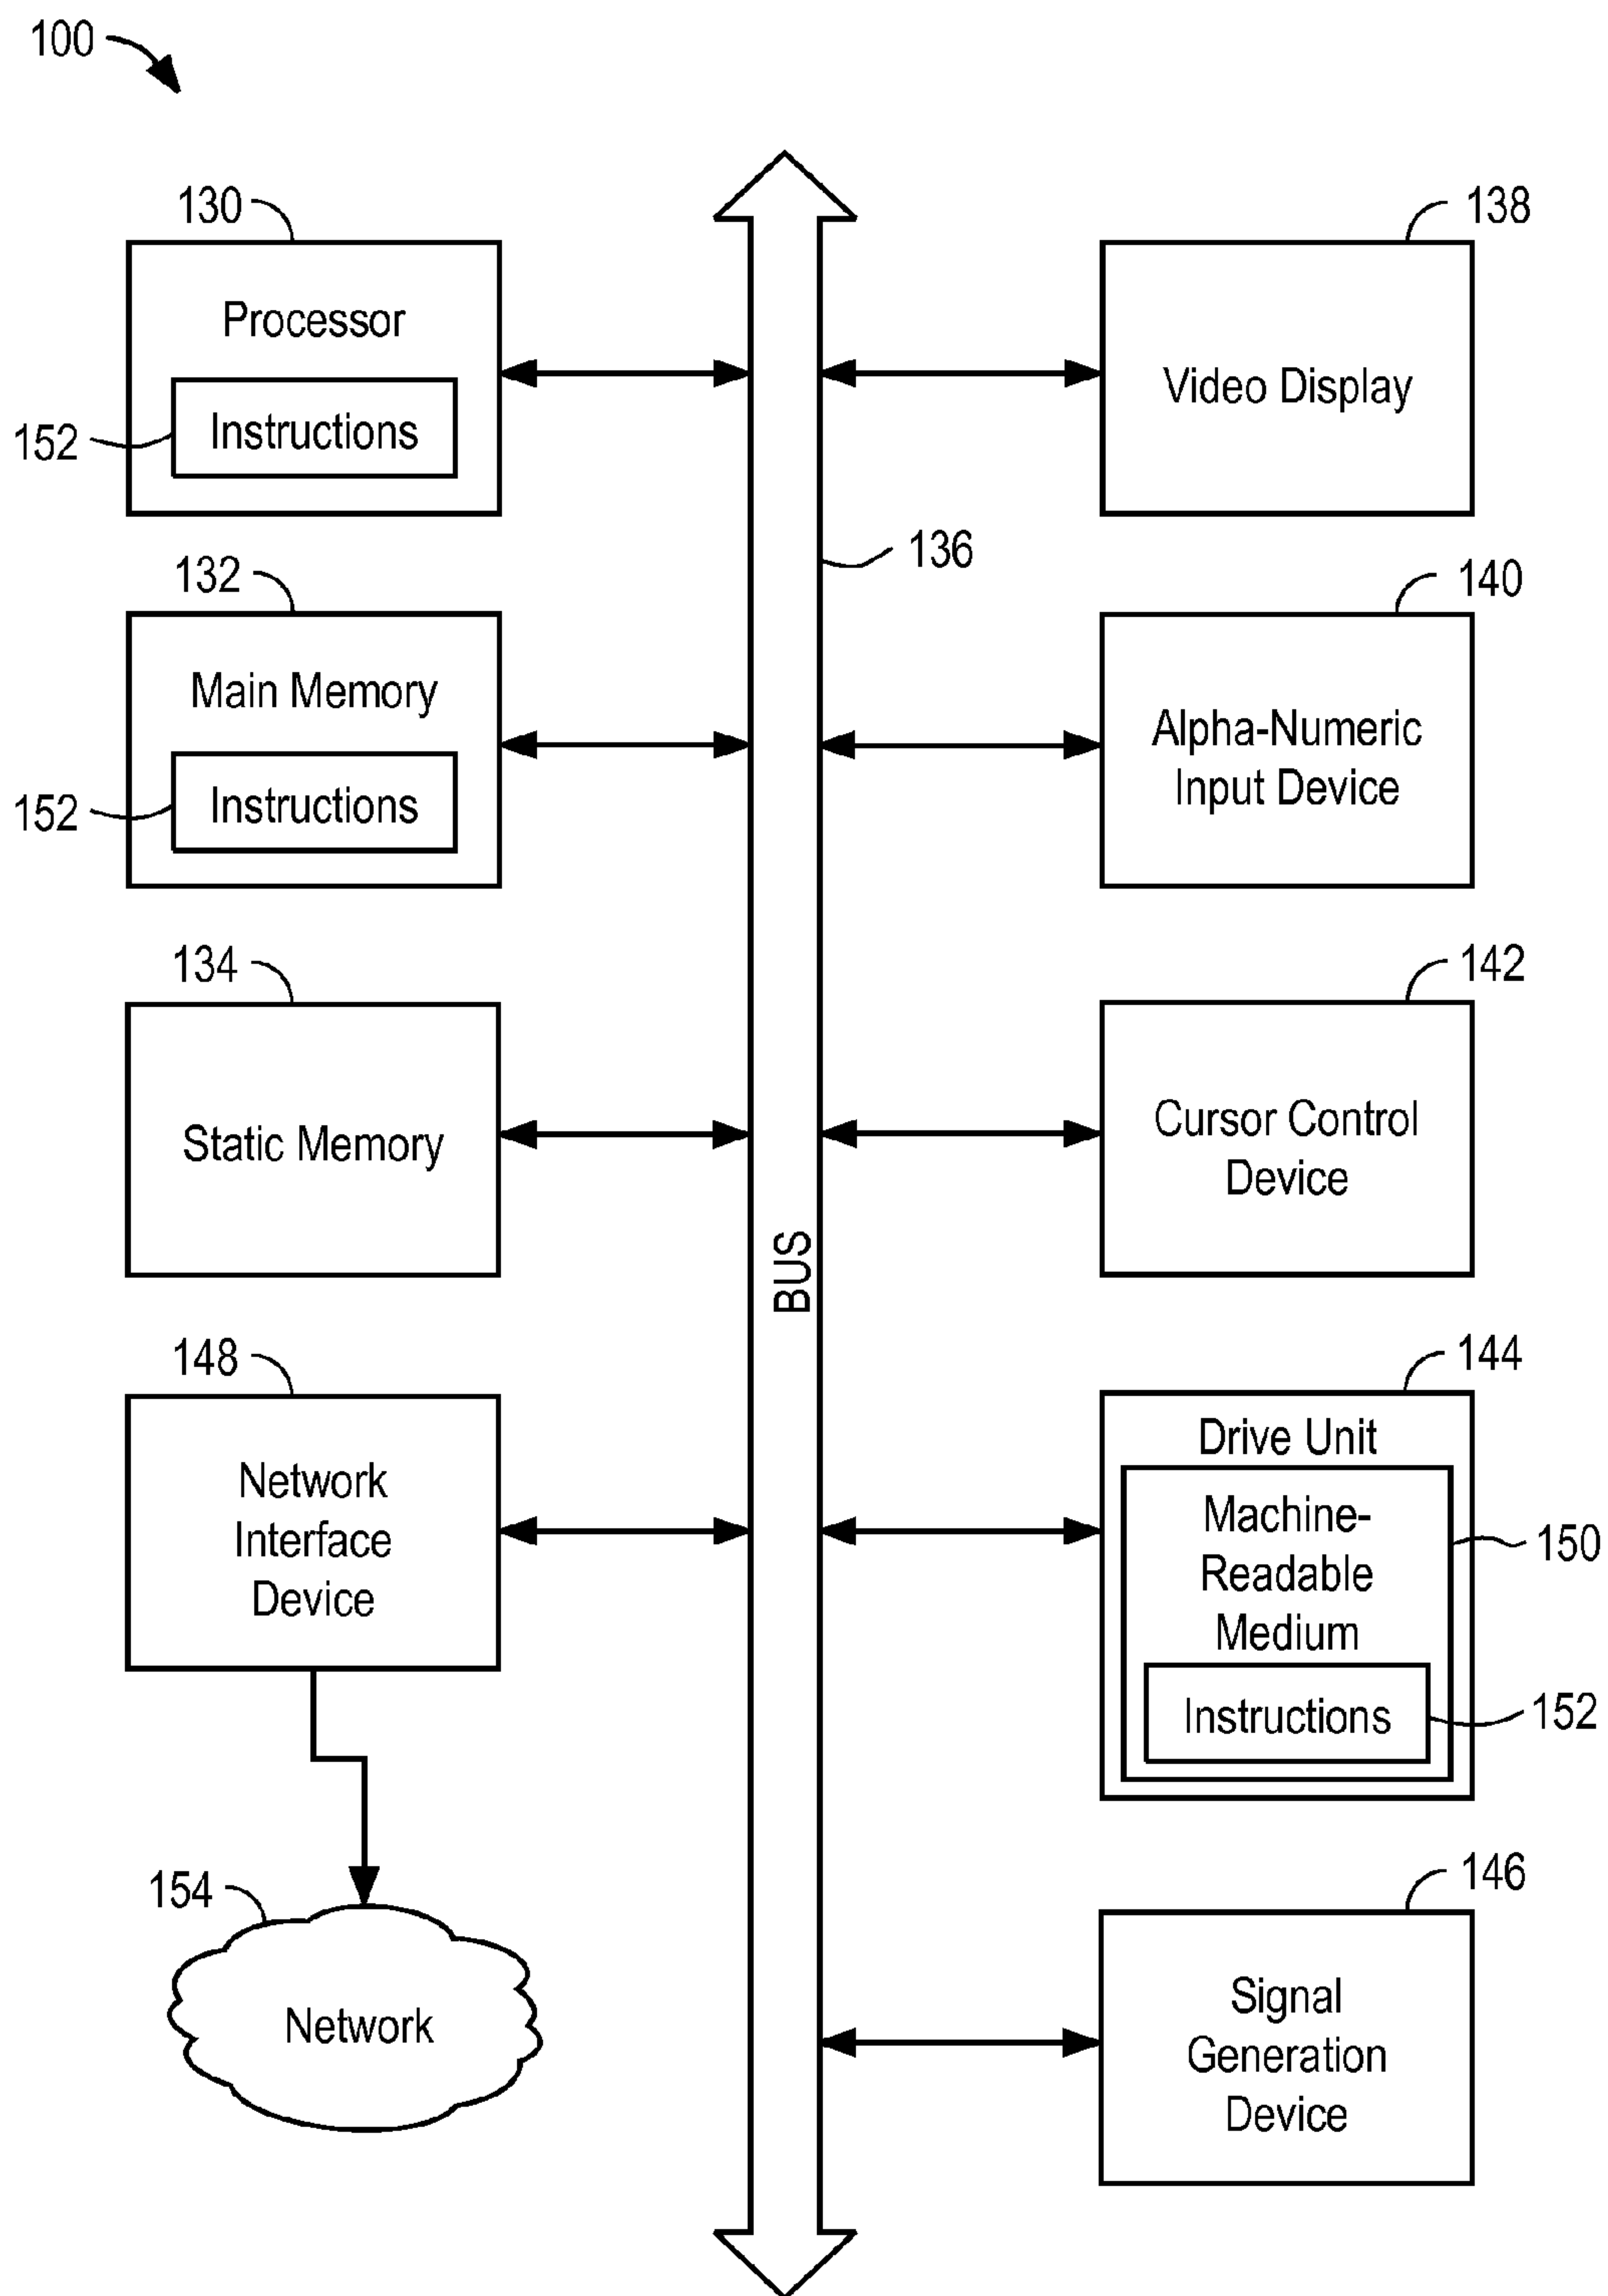 100
130
Processor
152
Instructions
132
Main Memory
152
Instructions
134
Static Memory
148
Network
Interface
Device
154
Network
136
BUS
138
Video Display
140
Alpha-Numeric
Input Device
142
Cursor Control
Device
144
Drive Unit
Machine-
Readable
Medium
150
Instructions
152
146
Signal
Generation
Device